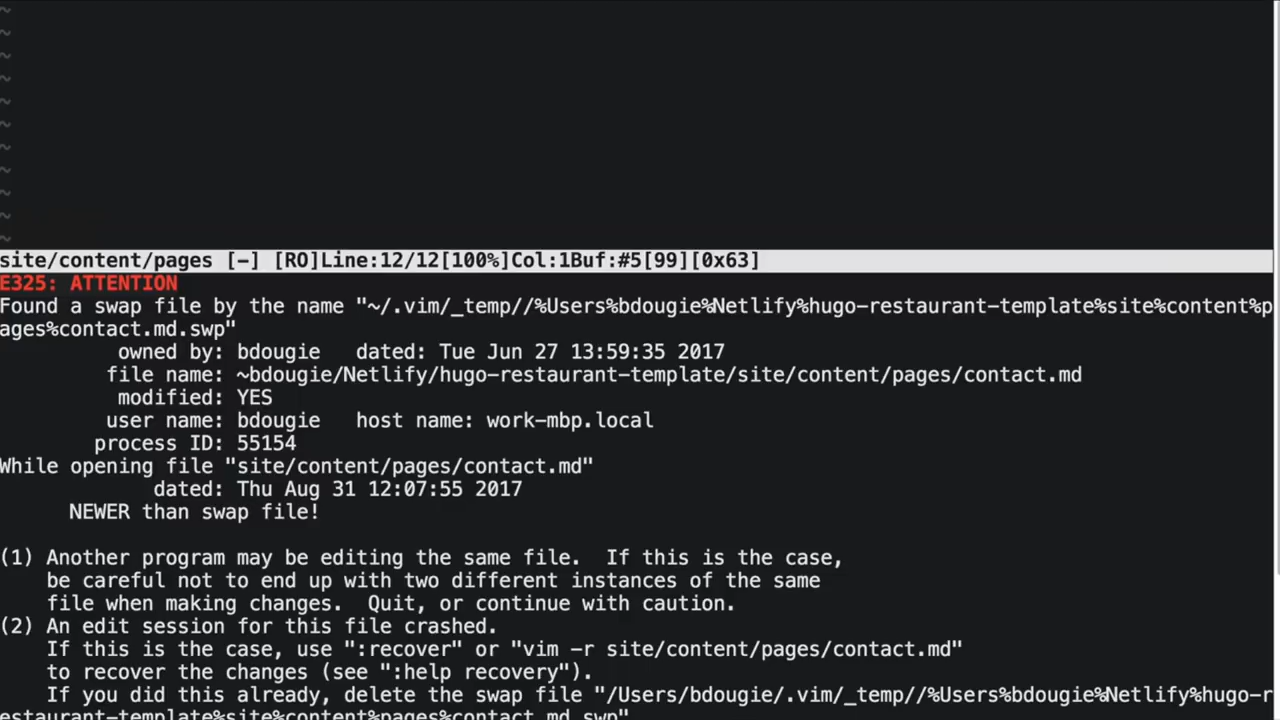 ~
~
~
~
~
~
~
~
~
~
~
site/content/pages [-] [RO]Line:12/12[100%]Col:1Buf:#5[99][0x63]
E325: ATTENTION
Found a swap file by the name "~/.vim/_temp//%Users%bdougie%Netlify%hugo-restaurant-template%site%content%p
ages%contact.md.swp"
owned by: bdougie   dated: Tue Jun 27 13:59:35 2017
file name: ~bdougie/Netlify/hugo-restaurant-template/site/content/pages/contact.md
modified: YES
user name: bdougie   host name: work-mbp.local
process ID: 55154
While opening file "site/content/pages/contact.md"
dated: Thu Aug 31 12:07:55 2017
NEWER than swap file!
(1) Another program may be editing the same file.  If this is the case,
be careful not to end up with two different instances of the same
file when making changes.  Quit, or continue with caution.
(2) An edit session for this file crashed.
If this is the case, use ":recover" or "vim -r site/content/pages/contact.md"
to recover the changes (see ":help recovery").
If you did this already, delete the swap file "/Users/bdougie/.vim/_temp//%Users%bdougie%Netlify%hugo-r
estaurant-template%site%content%pages%contact.md.swp"